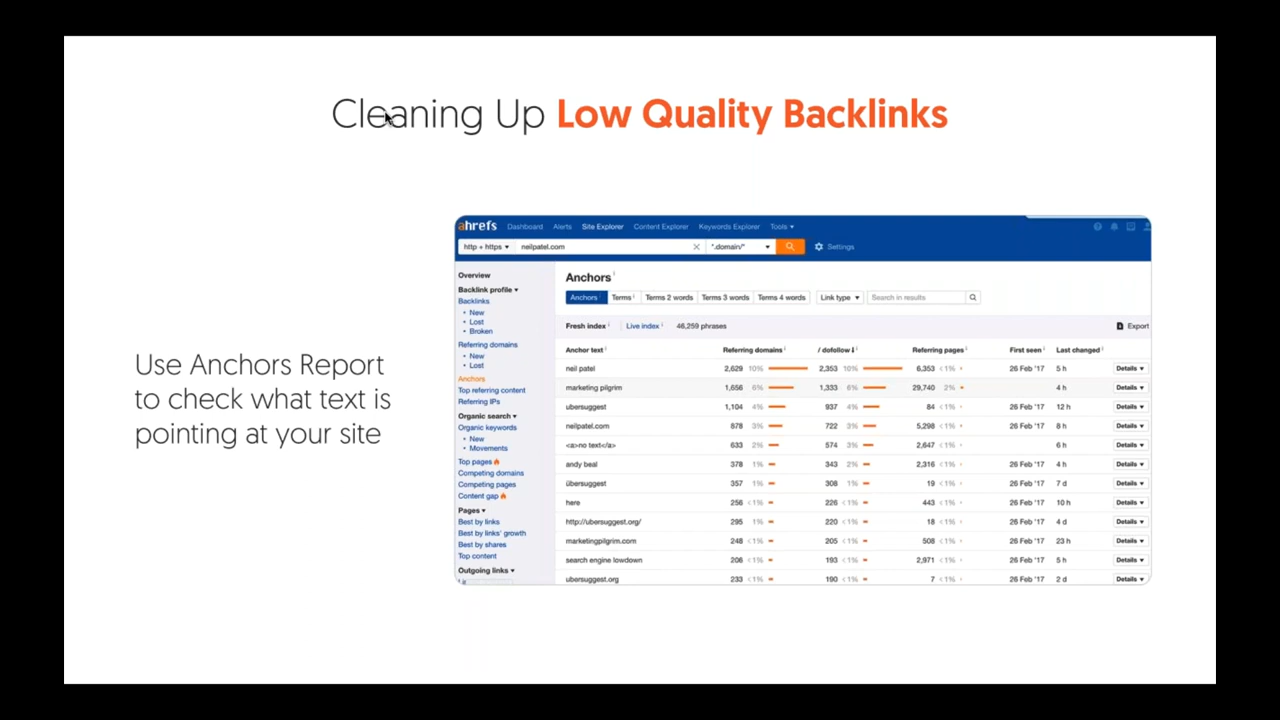 Cleaning Up Low Quality Backlinks
Use Anchors Report
to check what text is
pointing at your site
ahrefs Dashboard Alerts Site Explorer Content Explorer Keywords Explorer Tools
http + https neilpatel.com *.domain/* Settings
Overview
Backlink profile
Backlinks
New
Lost
Broken
Referring domains
New
Lost
Anchors
Top referring content
Referring IPs
Organic search
Organic keywords
New
Movements
Top pages
Competing domains
Competing pages
Content gap
Pages
Best by links
Best by links' growth
Best by shares
Top content
Outgoing links
Anchors
Anchors Terms Terms 2 words Terms 3 words Terms 4 words Link type Search in results
Fresh index Live index 46,259 phrases Export
Anchor text Referring domains / dofollow Referring pages First seen Last changed
neil patel 2,629 10% 2,353 10% 6,353 <1% 26 Feb '17 5 h Details
marketing pilgrim 1,656 6% 1,333 6% 29,740 2% 4 h Details
ubersuggest 1,104 4% 937 4% 84 <1% 26 Feb '17 12 h Details
neilpatel.com 878 3% 722 3% 5,298 <1% 26 Feb '17 8 h Details
<a>no text</a> 633 2% 574 3% 2,647 <1% 26 Feb '17 6 h Details
andy beal 378 1% 343 2% 2,316 <1% 26 Feb '17 4 h Details
übersuggest 357 1% 308 1% 19 <1% 26 Feb '17 7 d Details
here 256 <1% 226 <1% 443 <1% 26 Feb '17 10 h Details
http://ubersuggest.org/ 295 1% 220 <1% 18 <1% 26 Feb '17 4 d Details
marketingpilgrim.com 248 <1% 205 <1% 508 <1% 26 Feb '17 23 h Details
search engine lowdown 206 <1% 193 <1% 2,971 <1% 26 Feb '17 5 h Details
ubersuggest.org 233 <1% 190 <1% 7 <1% 26 Feb '17 2 d Details